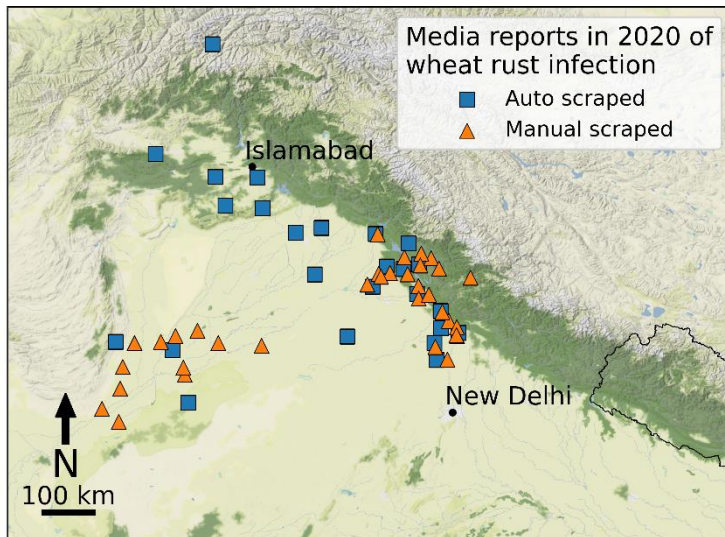 Media reports in 2020 of
wheat rust infection
Auto scraped
Manual scraped
Islamabad
New Delhi
N
100 km